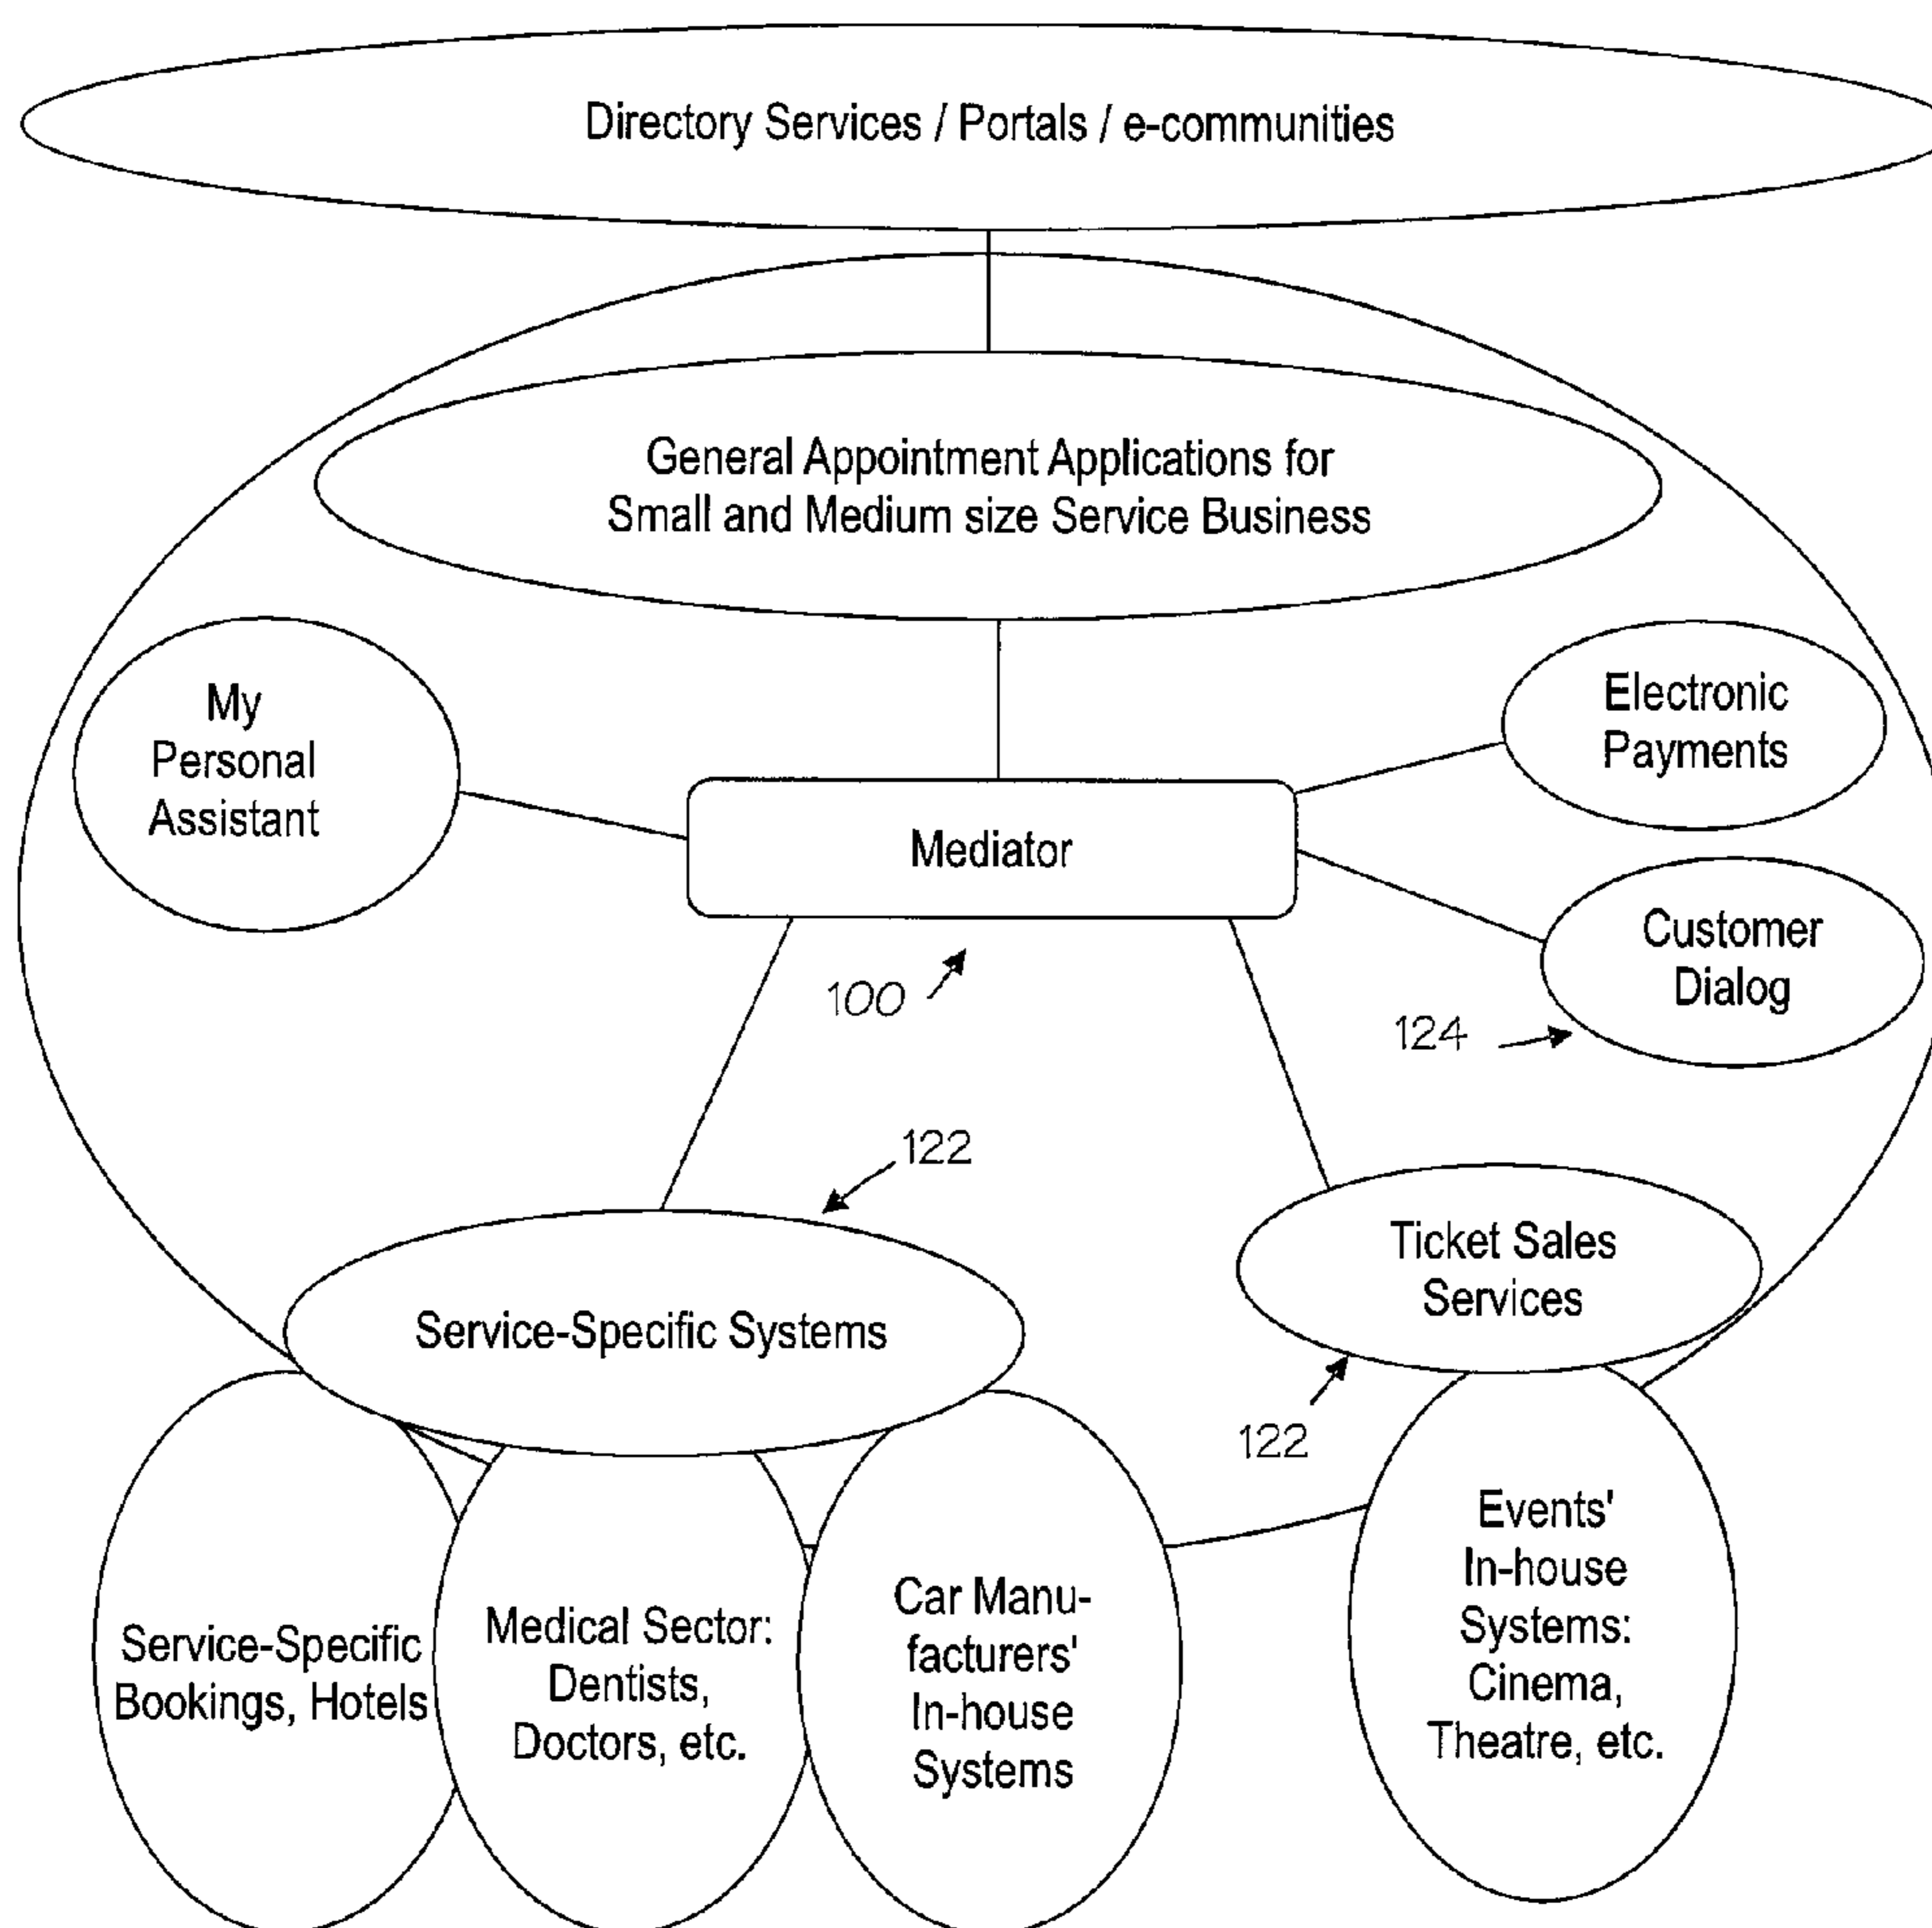 Directory Services / Portals / e-communities
General Appointment Applications for
Small and Medium size Service Business
My
Personal
Assistant
Electronic
Payments
Mediator
Customer
Dialog
100
124
122
Ticket Sales
Services
Service-Specific Systems
122
Events'
In-house
Systems:
Cinema,
Theatre, etc.
Service-Specific
Bookings, Hotels
Medical Sector:
Dentists,
Doctors, etc.
Car Manu-
facturers'
In-house
Systems